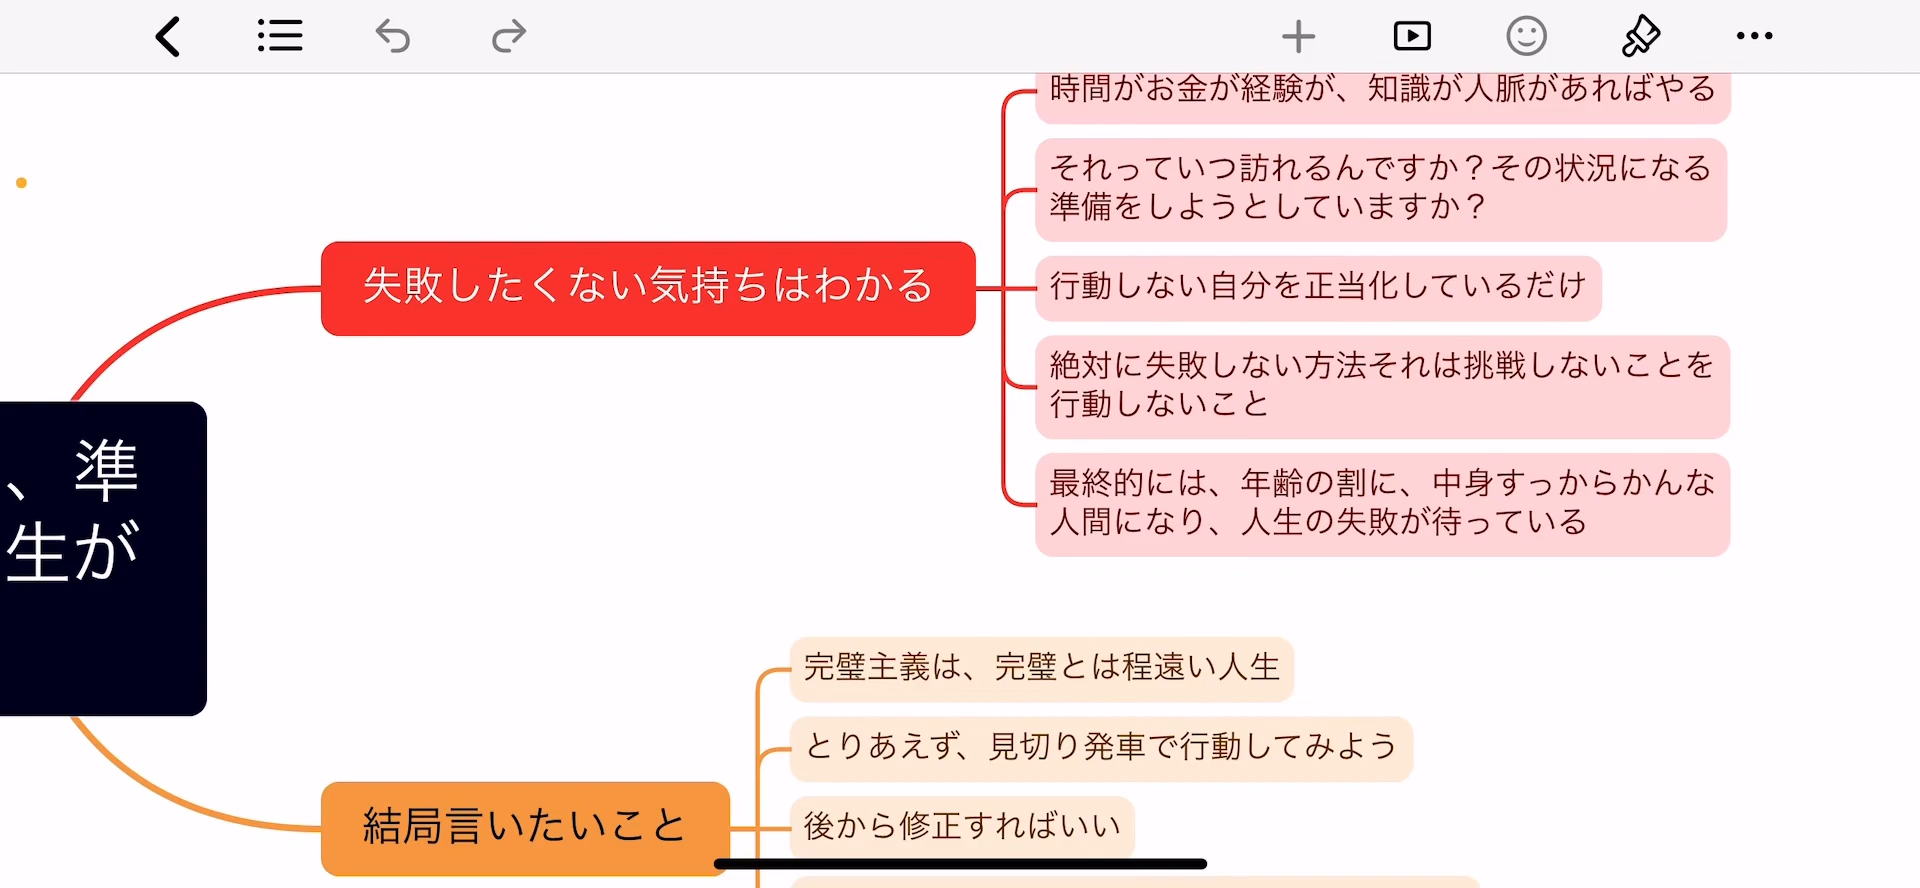 時間がお金が経験が、知識が人脈があればやる
それっていつ訪れるんですか？その状況になる
準備をしようとしていますか？
失敗したくない気持ちはわかる
行動しない自分を正当化しているだけ
絶対に失敗しない方法それは挑戦しないことを
行動しないこと
、準
生が
最終的には、年齢の割に、中身すっからかんな
人間になり、人生の失敗が待っている
完璧主義は、完璧とは程遠い人生
とりあえず、見切り発車で行動してみよう
結局言いたいこと
後から修正すればいい